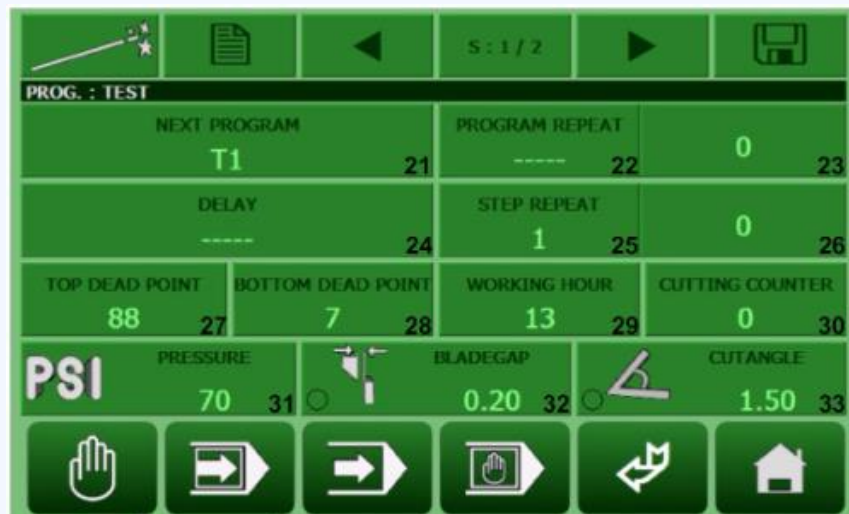 S : 1 / 2
PROG. : TEST
NEXT PROGRAM
T1 21
PROGRAM REPEAT
----- 22
0 23
DELAY
----- 24
STEP REPEAT
1 25
0 26
TOP DEAD POINT
88 27
BOTTOM DEAD POINT
7 28
WORKING HOUR
13 29
CUTTING COUNTER
0 30
PSI
PRESSURE
70 31
BLADEGAP
0.20 32
CUTANGLE
1.50 33